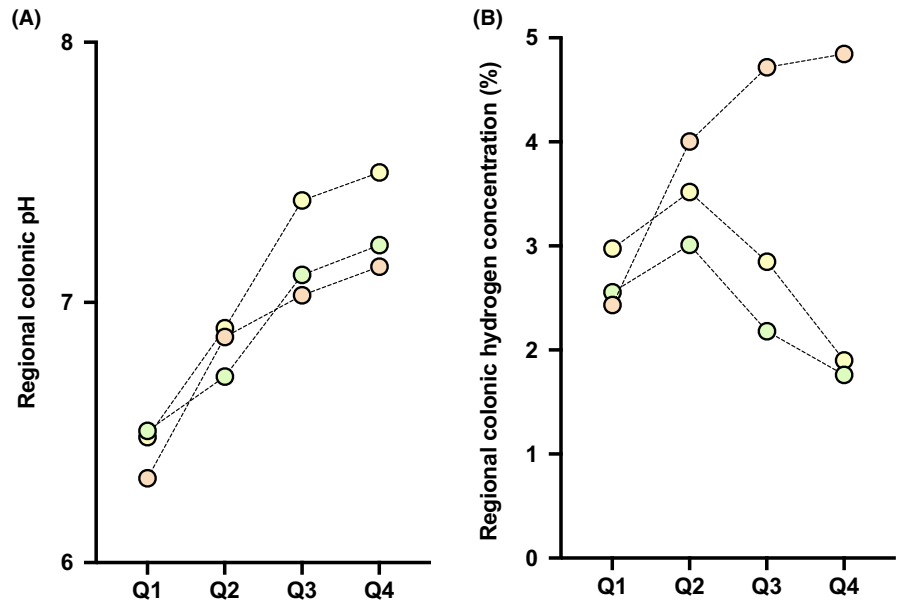 (A)
8
7
6
Regional colonic pH
Q1 Q2 Q3 Q4
(B)
5
4
3
2
1
0
Regional colonic hydrogen concentration (%)
Q1 Q2 Q3 Q4